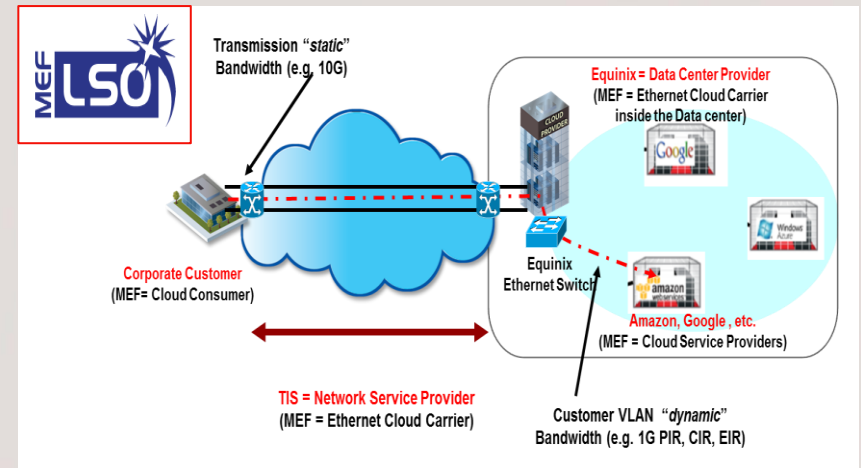 MEF
LSO
Transmission “static”
Bandwidth (e.g. 10G)
Equinix = Data Center Provider
(MEF = Ethernet Cloud Carrier
inside the Data center)
CLOUD
PROVIDER
Google
Windows
Azure
Corporate Customer
(MEF= Cloud Consumer)
Equinix
Ethernet Switch
amazon
webservices
Amazon, Google , etc.
(MEF = Cloud Service Providers)
TIS = Network Service Provider
(MEF = Ethernet Cloud Carrier)
Customer VLAN “dynamic”
Bandwidth (e.g. 1G PIR, CIR, EIR)